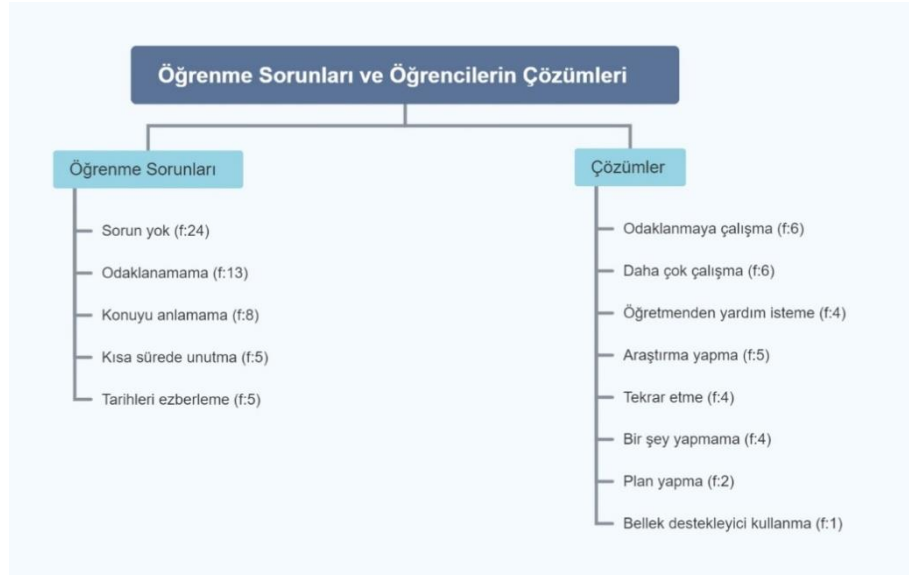 Öğrenme Sorunları ve Öğrencilerin Çözümleri
Öğrenme Sorunları
Sorun yok (f:24)
Odaklanamama (f:13)
Konuyu anlamama (f:8)
Kısa sürede unutma (f:5)
Tarihleri ezberleme (f:5)
Çözümler
Odaklanmaya çalışma (f:6)
Daha çok çalışma (f:6)
Öğretmenden yardım isteme (f:4)
Araştırma yapma (f:5)
Tekrar etme (f:4)
Bir şey yapmama (f:4)
Plan yapma (f:2)
Bellek destekleyici kullanma (f:1)